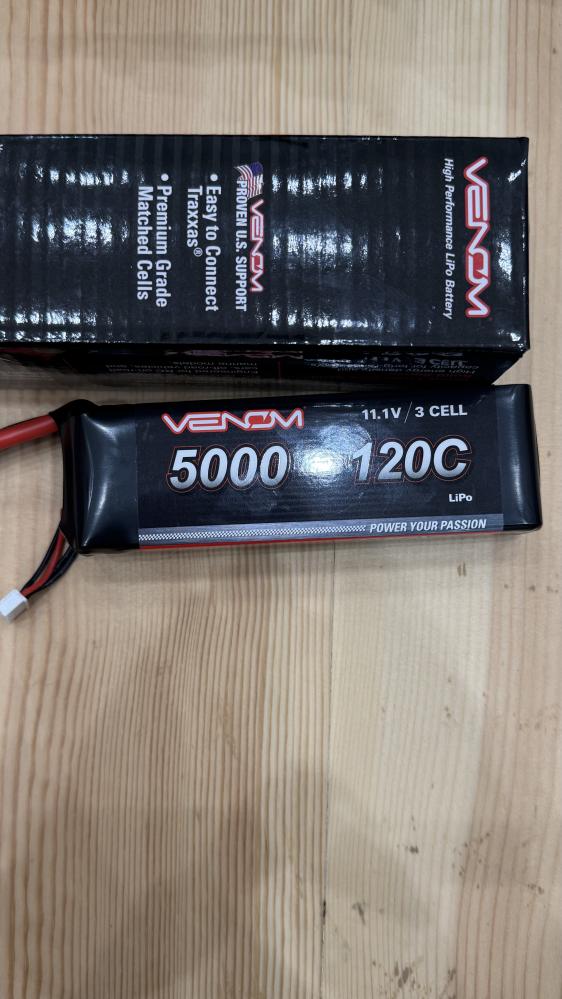 VENOM
High Performance LiPo Battery
VENOM
PROVEN U.S. SUPPORT
• Easy to Connect
Traxxas®
• Premium Grade
Matched Cells
VENOM
11.1V / 3 CELL
5000 120C
LiPo
POWER YOUR PASSION